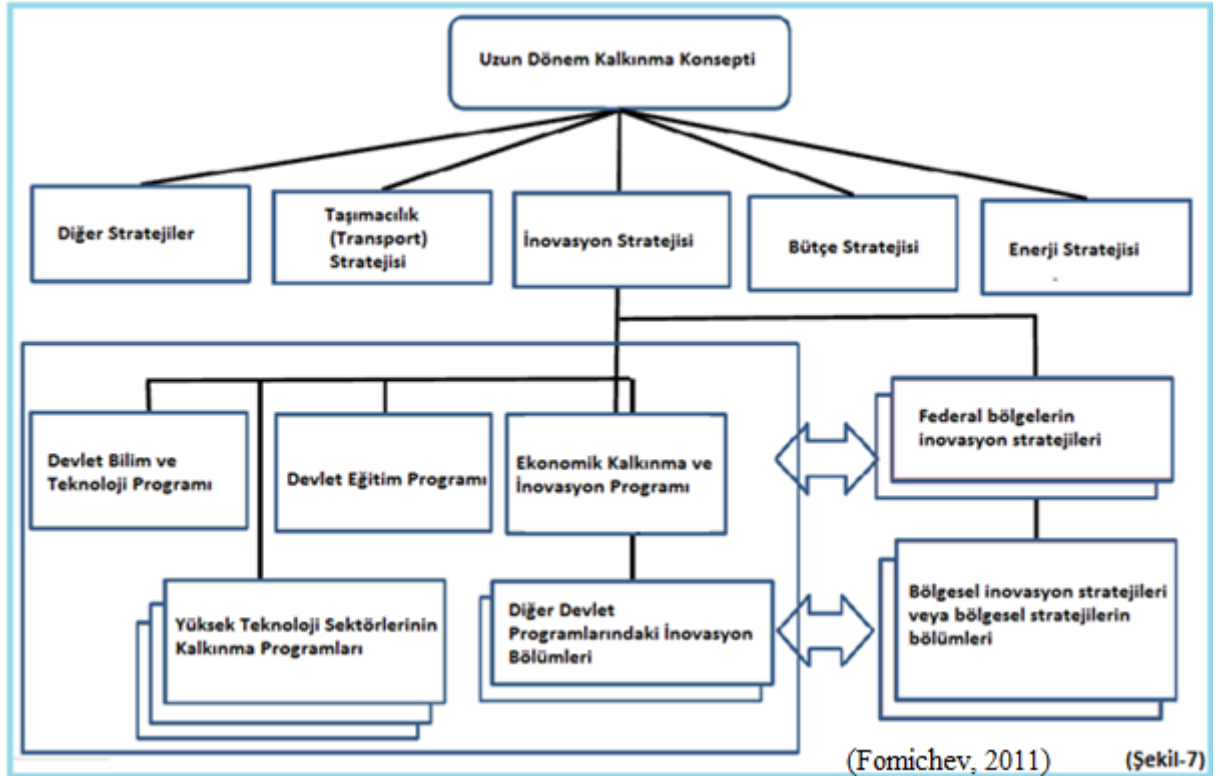 Uzun Dönem Kalkınma Konsepti
Diğer Stratejiler
Taşımacılık
(Transport)
Stratejisi
İnovasyon Stratejisi
Bütçe Stratejisi
Enerji Stratejisi
Devlet Bilim ve
Teknoloji Programı
Devlet Eğitim Programı
Ekonomik Kalkınma ve
İnovasyon Programı
Federal bölgelerin
inovasyon stratejileri
Yüksek Teknoloji Sektörlerinin
Kalkınma Programları
Diğer Devlet
Programlarındaki İnovasyon
Bölümleri
Bölgesel inovasyon stratejileri
veya bölgesel stratejilerin
bölümleri
(Fomichev, 2011)
(Şekil-7)